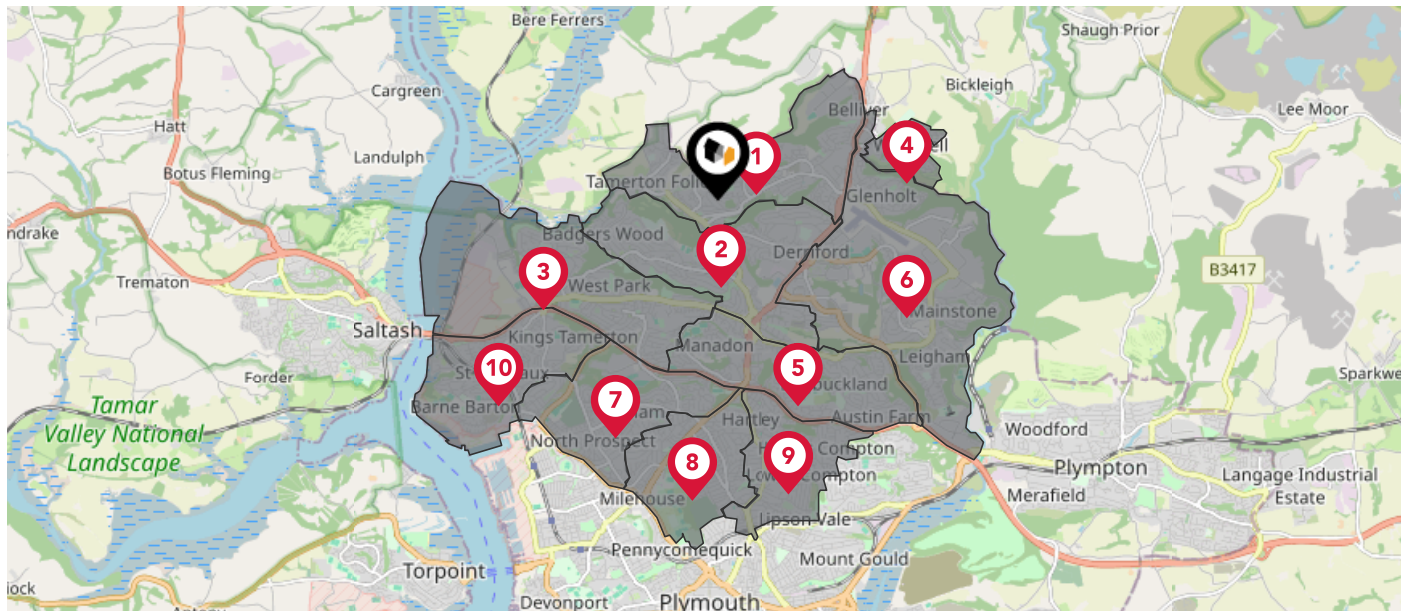 Bere Ferrers
Shaugh Prior
Cargreen
Bickleigh
Belliver
Lee Moor
Hatt
1
4
Landulph
Botus Fleming
Tamerton Foli
Glenholt
Badgers Wood
2
Derriford
B3417
3
6
Trematon
West Park
Mainstone
Saltash
Kings Tamerton
Manadon
Leigham
10
5
Forder
buckland
Sparkwe
Tamar
Valley National
Landscape
Barne Barton
7
ham
Hartley
Austin Farm
Woodford
North Prospect
Compton
9
8
Compton
Plympton
Langage Industrial
Estate
Milehouse
Merafield
Lipson Vale
Pennycomequick
Mount Gould
Torpoint
Devonport
Plymouth